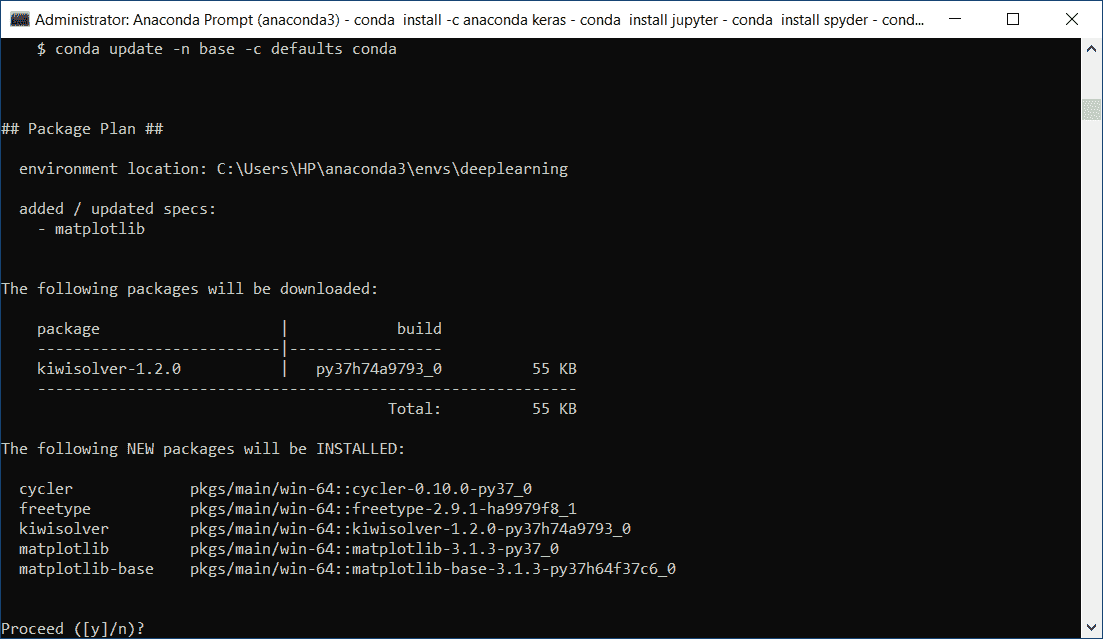 Administrator: Anaconda Prompt (anaconda3) - conda  install -c anaconda keras - conda  install jupyter - conda  install spyder - cond...
    $ conda update -n base -c defaults conda
## Package Plan ##
  environment location: C:\Users\HP\anaconda3\envs\deeplearning
  added / updated specs:
    - matplotlib
The following packages will be downloaded:
    package                    |            build
    ---------------------------|-----------------
    kiwisolver-1.2.0           |   py37h74a9793_0          55 KB
    ------------------------------------------------------------
                                           Total:          55 KB
The following NEW packages will be INSTALLED:
  cycler             pkgs/main/win-64::cycler-0.10.0-py37_0
  freetype           pkgs/main/win-64::freetype-2.9.1-ha9979f8_1
  kiwisolver         pkgs/main/win-64::kiwisolver-1.2.0-py37h74a9793_0
  matplotlib         pkgs/main/win-64::matplotlib-3.1.3-py37_0
  matplotlib-base    pkgs/main/win-64::matplotlib-base-3.1.3-py37h64f37c6_0
Proceed ([y]/n)?